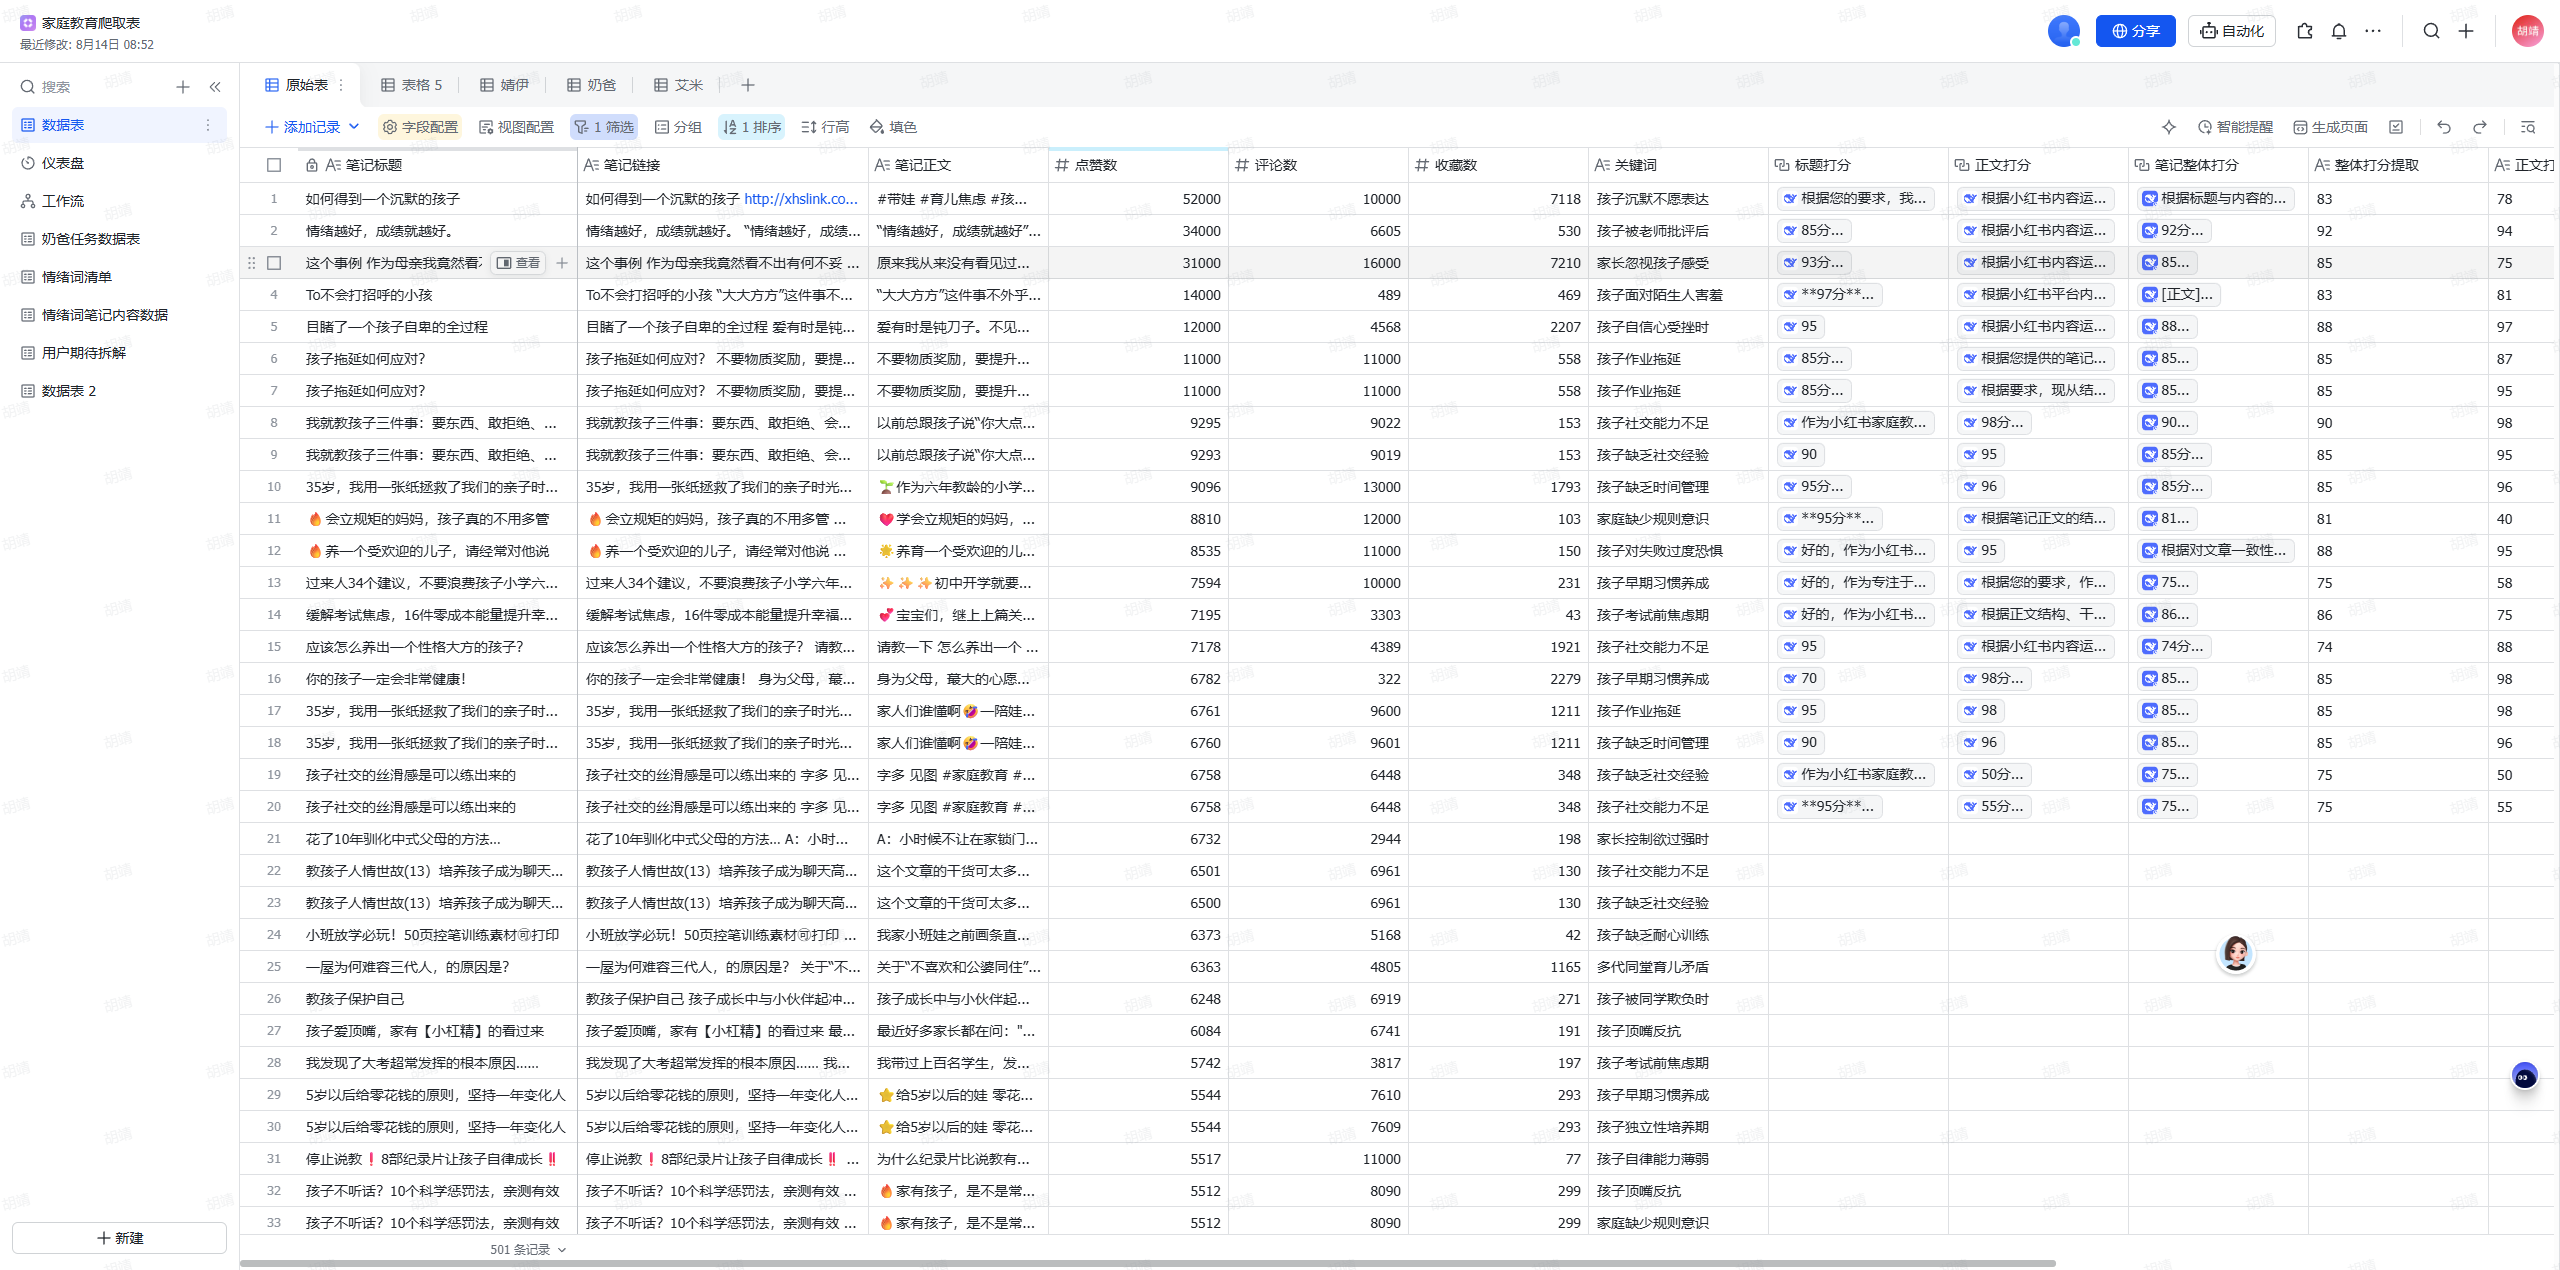 家庭教育爬取表
最近修改: 8月14日 08:52
分享 自动化 胡靖
搜索
数据表
仪表盘
工作流
奶爸任务数据表
情绪词清单
情绪词笔记内容数据
用户期待拆解
数据表 2
新建
原始表 表格 5 婧伊 奶爸 艾米
添加记录 字段配置 视图配置 1 筛选 分组 1 排序 行高 填色 智能提醒 生成页面
笔记标题 笔记链接 笔记正文 点赞数 评论数 收藏数 关键词 标题打分 正文打分 笔记整体打分 整体打分提取 正文打
1 如何得到一个沉默的孩子 如何得到一个沉默的孩子 http://xhslink.co... #带娃 #育儿焦虑 #孩... 52000 10000 7118 孩子沉默不愿表达 根据您的要求，我... 根据小红书内容运... 根据标题与内容的... 83 78
2 情绪越好，成绩就越好。 情绪越好，成绩就越好。 “情绪越好，成绩... “情绪越好，成绩就越好”... 34000 6605 530 孩子被老师批评后 85分... 根据小红书内容运... 92分... 92 94
这个事例 作为母亲我竟然看 查看 这个事例 作为母亲我竟然看不出有何不妥 ... 原来我从来没有看见过... 31000 16000 7210 家长忽视孩子感受 93分... 根据小红书内容运... 85... 85 75
4 To不会打招呼的小孩 To不会打招呼的小孩 “大大方方”这件事不... “大大方方”这件事不外乎... 14000 489 469 孩子面对陌生人害羞 **97分**... 根据小红书平台内... [正文]... 83 81
5 目睹了一个孩子自卑的全过程 目睹了一个孩子自卑的全过程 爱有时是钝... 爱有时是钝刀子。不见... 12000 4568 2207 孩子自信心受挫时 95 根据小红书内容运... 88... 88 97
6 孩子拖延如何应对？ 孩子拖延如何应对？ 不要物质奖励，要提... 不要物质奖励，要提升... 11000 11000 558 孩子作业拖延 85分... 根据您提供的笔记... 85... 85 87
7 孩子拖延如何应对？ 孩子拖延如何应对？ 不要物质奖励，要提... 不要物质奖励，要提升... 11000 11000 558 孩子作业拖延 85分... 根据要求，现从结... 85... 85 95
8 我就教孩子三件事：要东西、敢拒绝、... 我就教孩子三件事：要东西、敢拒绝、会... 以前总跟孩子说“你大点... 9295 9022 153 孩子社交能力不足 作为小红书家庭教... 98分... 90... 90 98
9 我就教孩子三件事：要东西、敢拒绝、... 我就教孩子三件事：要东西、敢拒绝、会... 以前总跟孩子说“你大点... 9293 9019 153 孩子缺乏社交经验 90 95 85分... 85 95
10 35岁，我用一张纸拯救了我们的亲子时... 35岁，我用一张纸拯救了我们的亲子时光... 🌱作为六年教龄的小学... 9096 13000 1793 孩子缺乏时间管理 95分... 96 85分... 85 96
11 🔥会立规矩的妈妈，孩子真的不用多管 🔥会立规矩的妈妈，孩子真的不用多管 ... ❤️学会立规矩的妈妈，... 8810 12000 103 家庭缺少规则意识 **95分**... 根据笔记正文的结... 81... 81 40
12 🔥养一个受欢迎的儿子，请经常对他说 🔥养一个受欢迎的儿子，请经常对他说 ... 🌟养育一个受欢迎的儿... 8535 11000 150 孩子对失败过度恐惧 好的，作为小红书... 95 根据对文章一致性... 88 95
13 过来人34个建议，不要浪费孩子小学六... 过来人34个建议，不要浪费孩子小学六年... ✨✨✨初中开学就要... 7594 10000 231 孩子早期习惯养成 好的，作为专注于... 根据您的要求，作... 75... 75 58
14 缓解考试焦虑，16件零成本能量提升幸... 缓解考试焦虑，16件零成本能量提升幸福... 💕宝宝们，继上上篇关... 7195 3303 43 孩子考试前焦虑期 好的，作为小红书... 根据正文结构、干... 86... 86 75
15 应该怎么养出一个性格大方的孩子？ 应该怎么养出一个性格大方的孩子？ 请教... 请教一下 怎么养出一个 ... 7178 4389 1921 孩子社交能力不足 95 根据小红书内容运... 74分... 74 88
16 你的孩子一定会非常健康！ 你的孩子一定会非常健康！ 身为父母，蕞... 身为父母，蕞大的心愿... 6782 322 2279 孩子早期习惯养成 70 98分... 85... 85 98
17 35岁，我用一张纸拯救了我们的亲子时... 35岁，我用一张纸拯救了我们的亲子时光... 家人们谁懂啊🤣一陪娃... 6761 9600 1211 孩子作业拖延 95 98 85... 85 98
18 35岁，我用一张纸拯救了我们的亲子时... 35岁，我用一张纸拯救了我们的亲子时光... 家人们谁懂啊🤣一陪娃... 6760 9601 1211 孩子缺乏时间管理 90 96 85... 85 96
19 孩子社交的丝滑感是可以练出来的 孩子社交的丝滑感是可以练出来的 字多 见... 字多 见图 #家庭教育 #... 6758 6448 348 孩子缺乏社交经验 作为小红书家庭教... 50分... 75... 75 50
20 孩子社交的丝滑感是可以练出来的 孩子社交的丝滑感是可以练出来的 字多 见... 字多 见图 #家庭教育 #... 6758 6448 348 孩子社交能力不足 **95分**... 55分... 75... 75 55
21 花了10年驯化中式父母的方法... 花了10年驯化中式父母的方法... A：小时... A：小时候不让在家锁门... 6732 2944 198 家长控制欲过强时
22 教孩子人情世故(13）培养孩子成为聊天... 教孩子人情世故(13）培养孩子成为聊天高... 这个文章的干货可太多... 6501 6961 130 孩子社交能力不足
23 教孩子人情世故(13）培养孩子成为聊天... 教孩子人情世故(13）培养孩子成为聊天高... 这个文章的干货可太多... 6500 6961 130 孩子缺乏社交经验
24 小班放学必玩！50页控笔训练素材㊢打印 小班放学必玩！50页控笔训练素材㊢打印 ... 我家小班娃之前画条直... 6373 5168 42 孩子缺乏耐心训练
25 一屋为何难容三代人，的原因是？ 一屋为何难容三代人，的原因是？ 关于“不... 关于“不喜欢和公婆同住”... 6363 4805 1165 多代同堂育儿矛盾
26 教孩子保护自己 教孩子保护自己 孩子成长中与小伙伴起冲... 孩子成长中与小伙伴起... 6248 6919 271 孩子被同学欺负时
27 孩子爱顶嘴，家有【小杠精】的看过来 孩子爱顶嘴，家有【小杠精】的看过来 最... 最近好多家长都在问："... 6084 6741 191 孩子顶嘴反抗
28 我发现了大考超常发挥的根本原因...... 我发现了大考超常发挥的根本原因...... 我... 我带过上百名学生，发... 5742 3817 197 孩子考试前焦虑期
29 5岁以后给零花钱的原则，坚持一年变化人 5岁以后给零花钱的原则，坚持一年变化人... ⭐给5岁以后的娃 零花... 5544 7610 293 孩子早期习惯养成
30 5岁以后给零花钱的原则，坚持一年变化人 5岁以后给零花钱的原则，坚持一年变化人... ⭐给5岁以后的娃 零花... 5544 7609 293 孩子独立性培养期
31 停止说教❗8部纪录片让孩子自律成长‼️ 停止说教❗8部纪录片让孩子自律成长‼️ ... 为什么纪录片比说教有... 5517 11000 77 孩子自律能力薄弱
32 孩子不听话？10个科学惩罚法，亲测有效 孩子不听话？10个科学惩罚法，亲测有效 ... 🔥家有孩子，是不是常... 5512 8090 299 孩子顶嘴反抗
33 孩子不听话？10个科学惩罚法，亲测有效 孩子不听话？10个科学惩罚法，亲测有效 ... 🔥家有孩子，是不是常... 5512 8090 299 家庭缺少规则意识
501 条记录